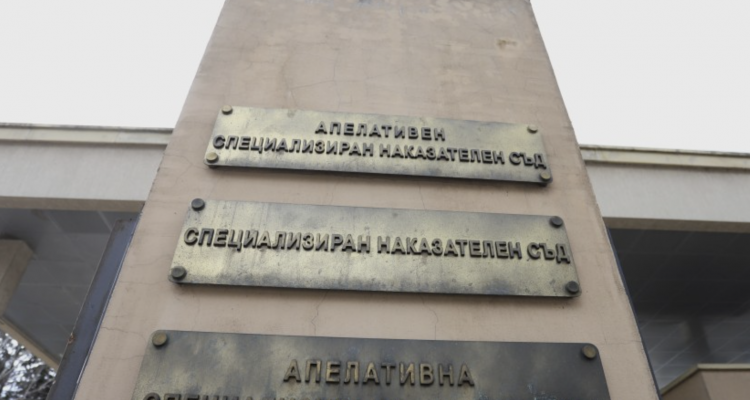 АПЕЛАТИВЕН
СПЕЦИАЛИЗИРАН НАКАЗАТЕЛЕН СЪД
СПЕЦИАЛИЗИРАН НАКАЗАТЕЛЕН СЪД
АПЕЛАТИВНА